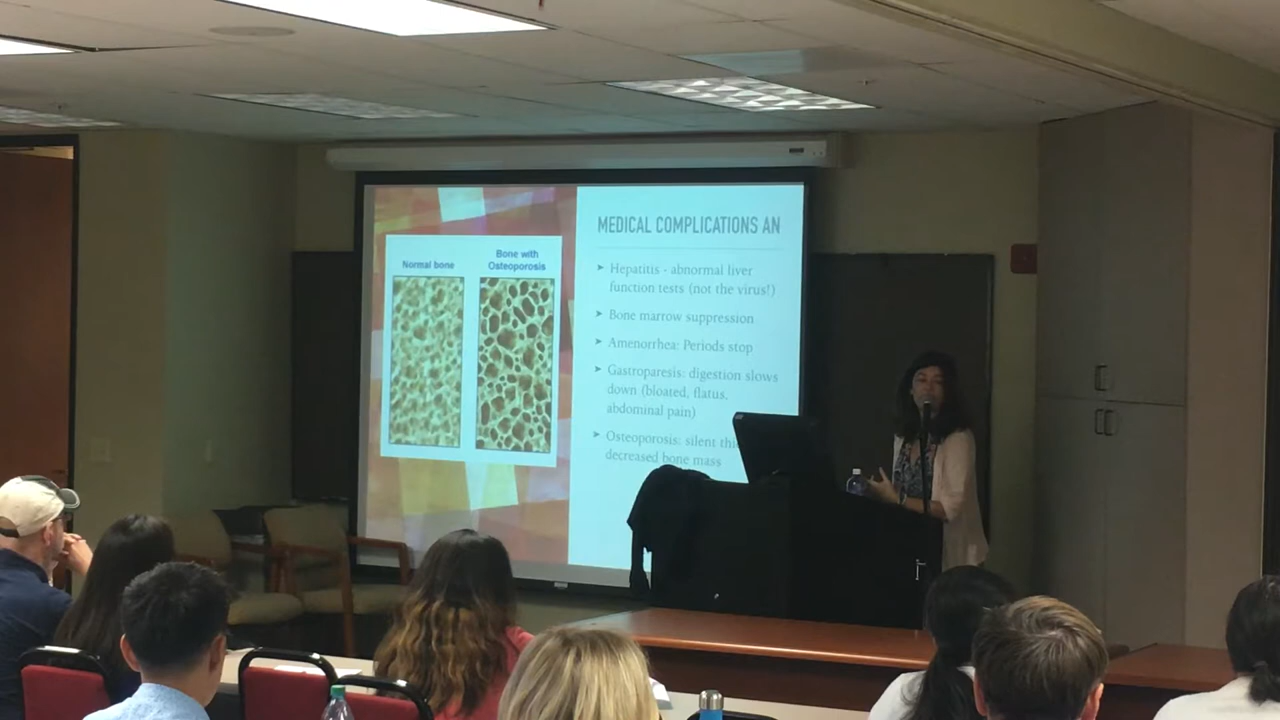 Normal bone
Bone with
Osteoporosis
MEDICAL COMPLICATIONS AN
➤ Hepatitis - abnormal liver
function tests (not the virus!)
➤ Bone marrow suppression
➤ Amenorrhea: Periods stop
➤ Gastroparesis: digestion slows
down (bloated, flatus,
abdominal pain)
➤ Osteoporosis: silent
decreased bone mass